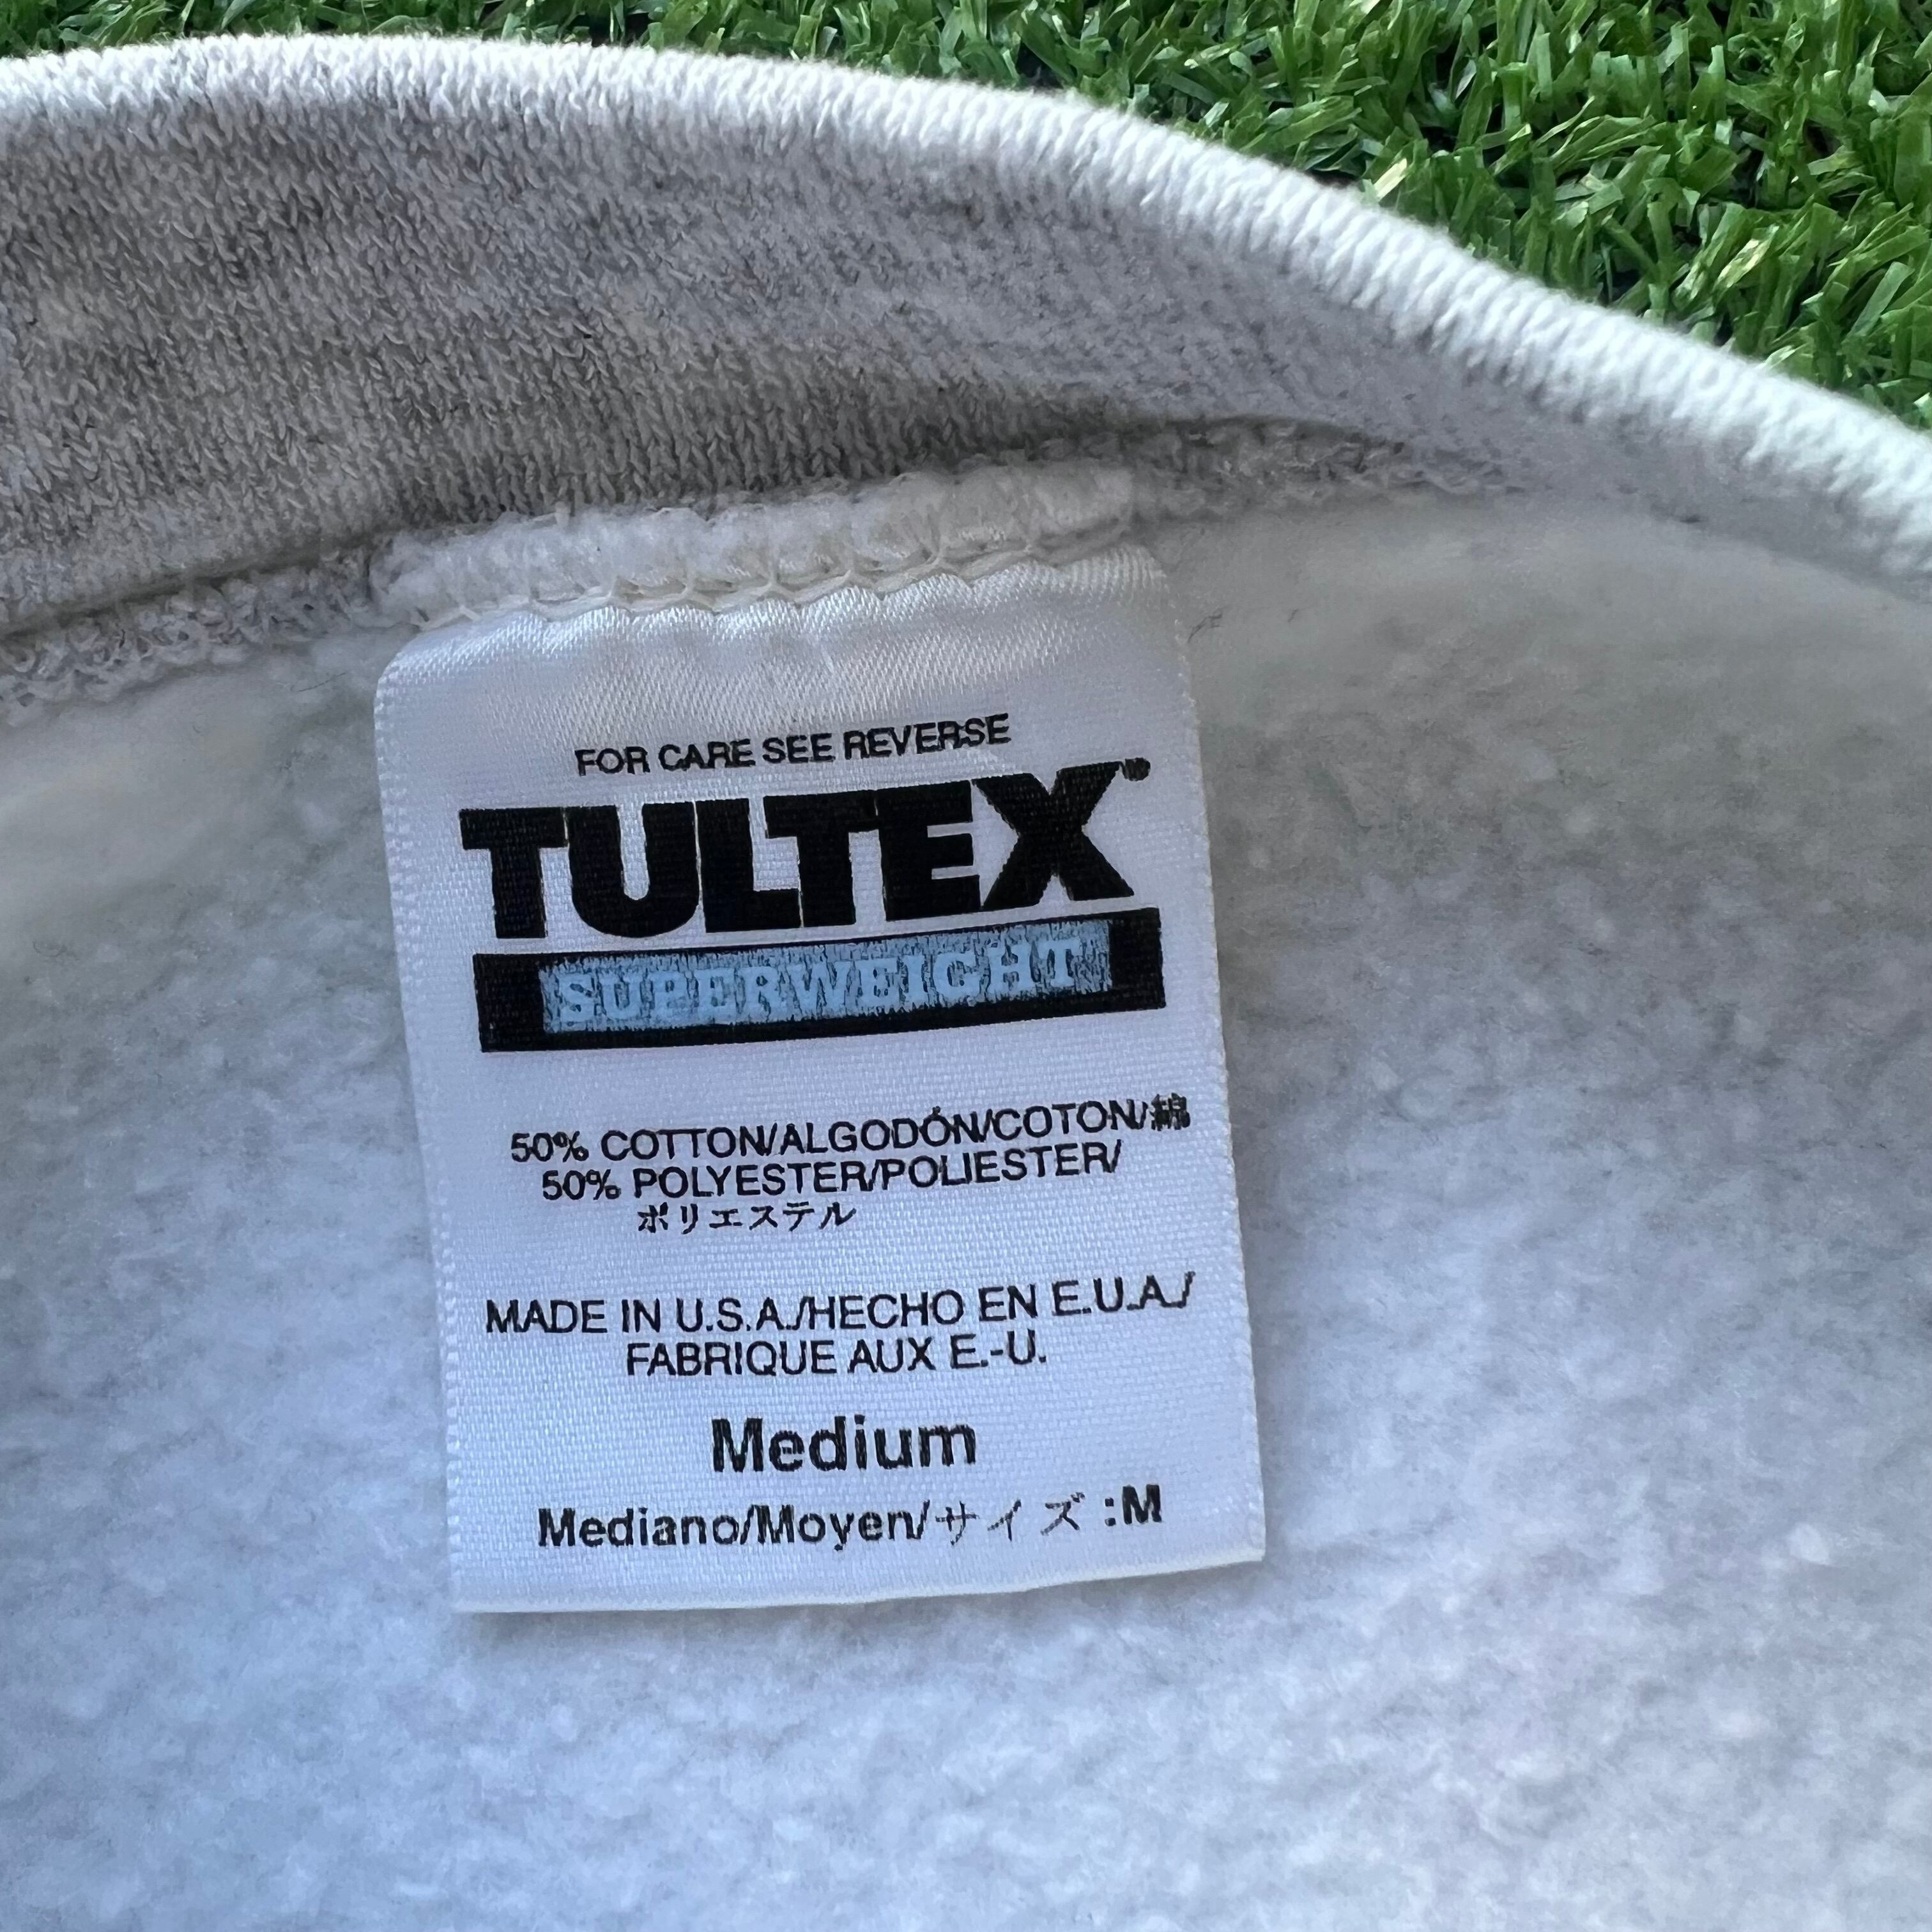 FOR CARE SEE REVERSE
TULTEX®
SUPERWEIGHT
50% COTTON/ALGODÓN/COTON/綿
50% POLYESTER/POLIESTER/
ポリエステル
MADE IN U.S.A./HECHO EN E.U.A./
FABRIQUE AUX E.-U.
Medium
Mediano/Moyen/サイズ:M